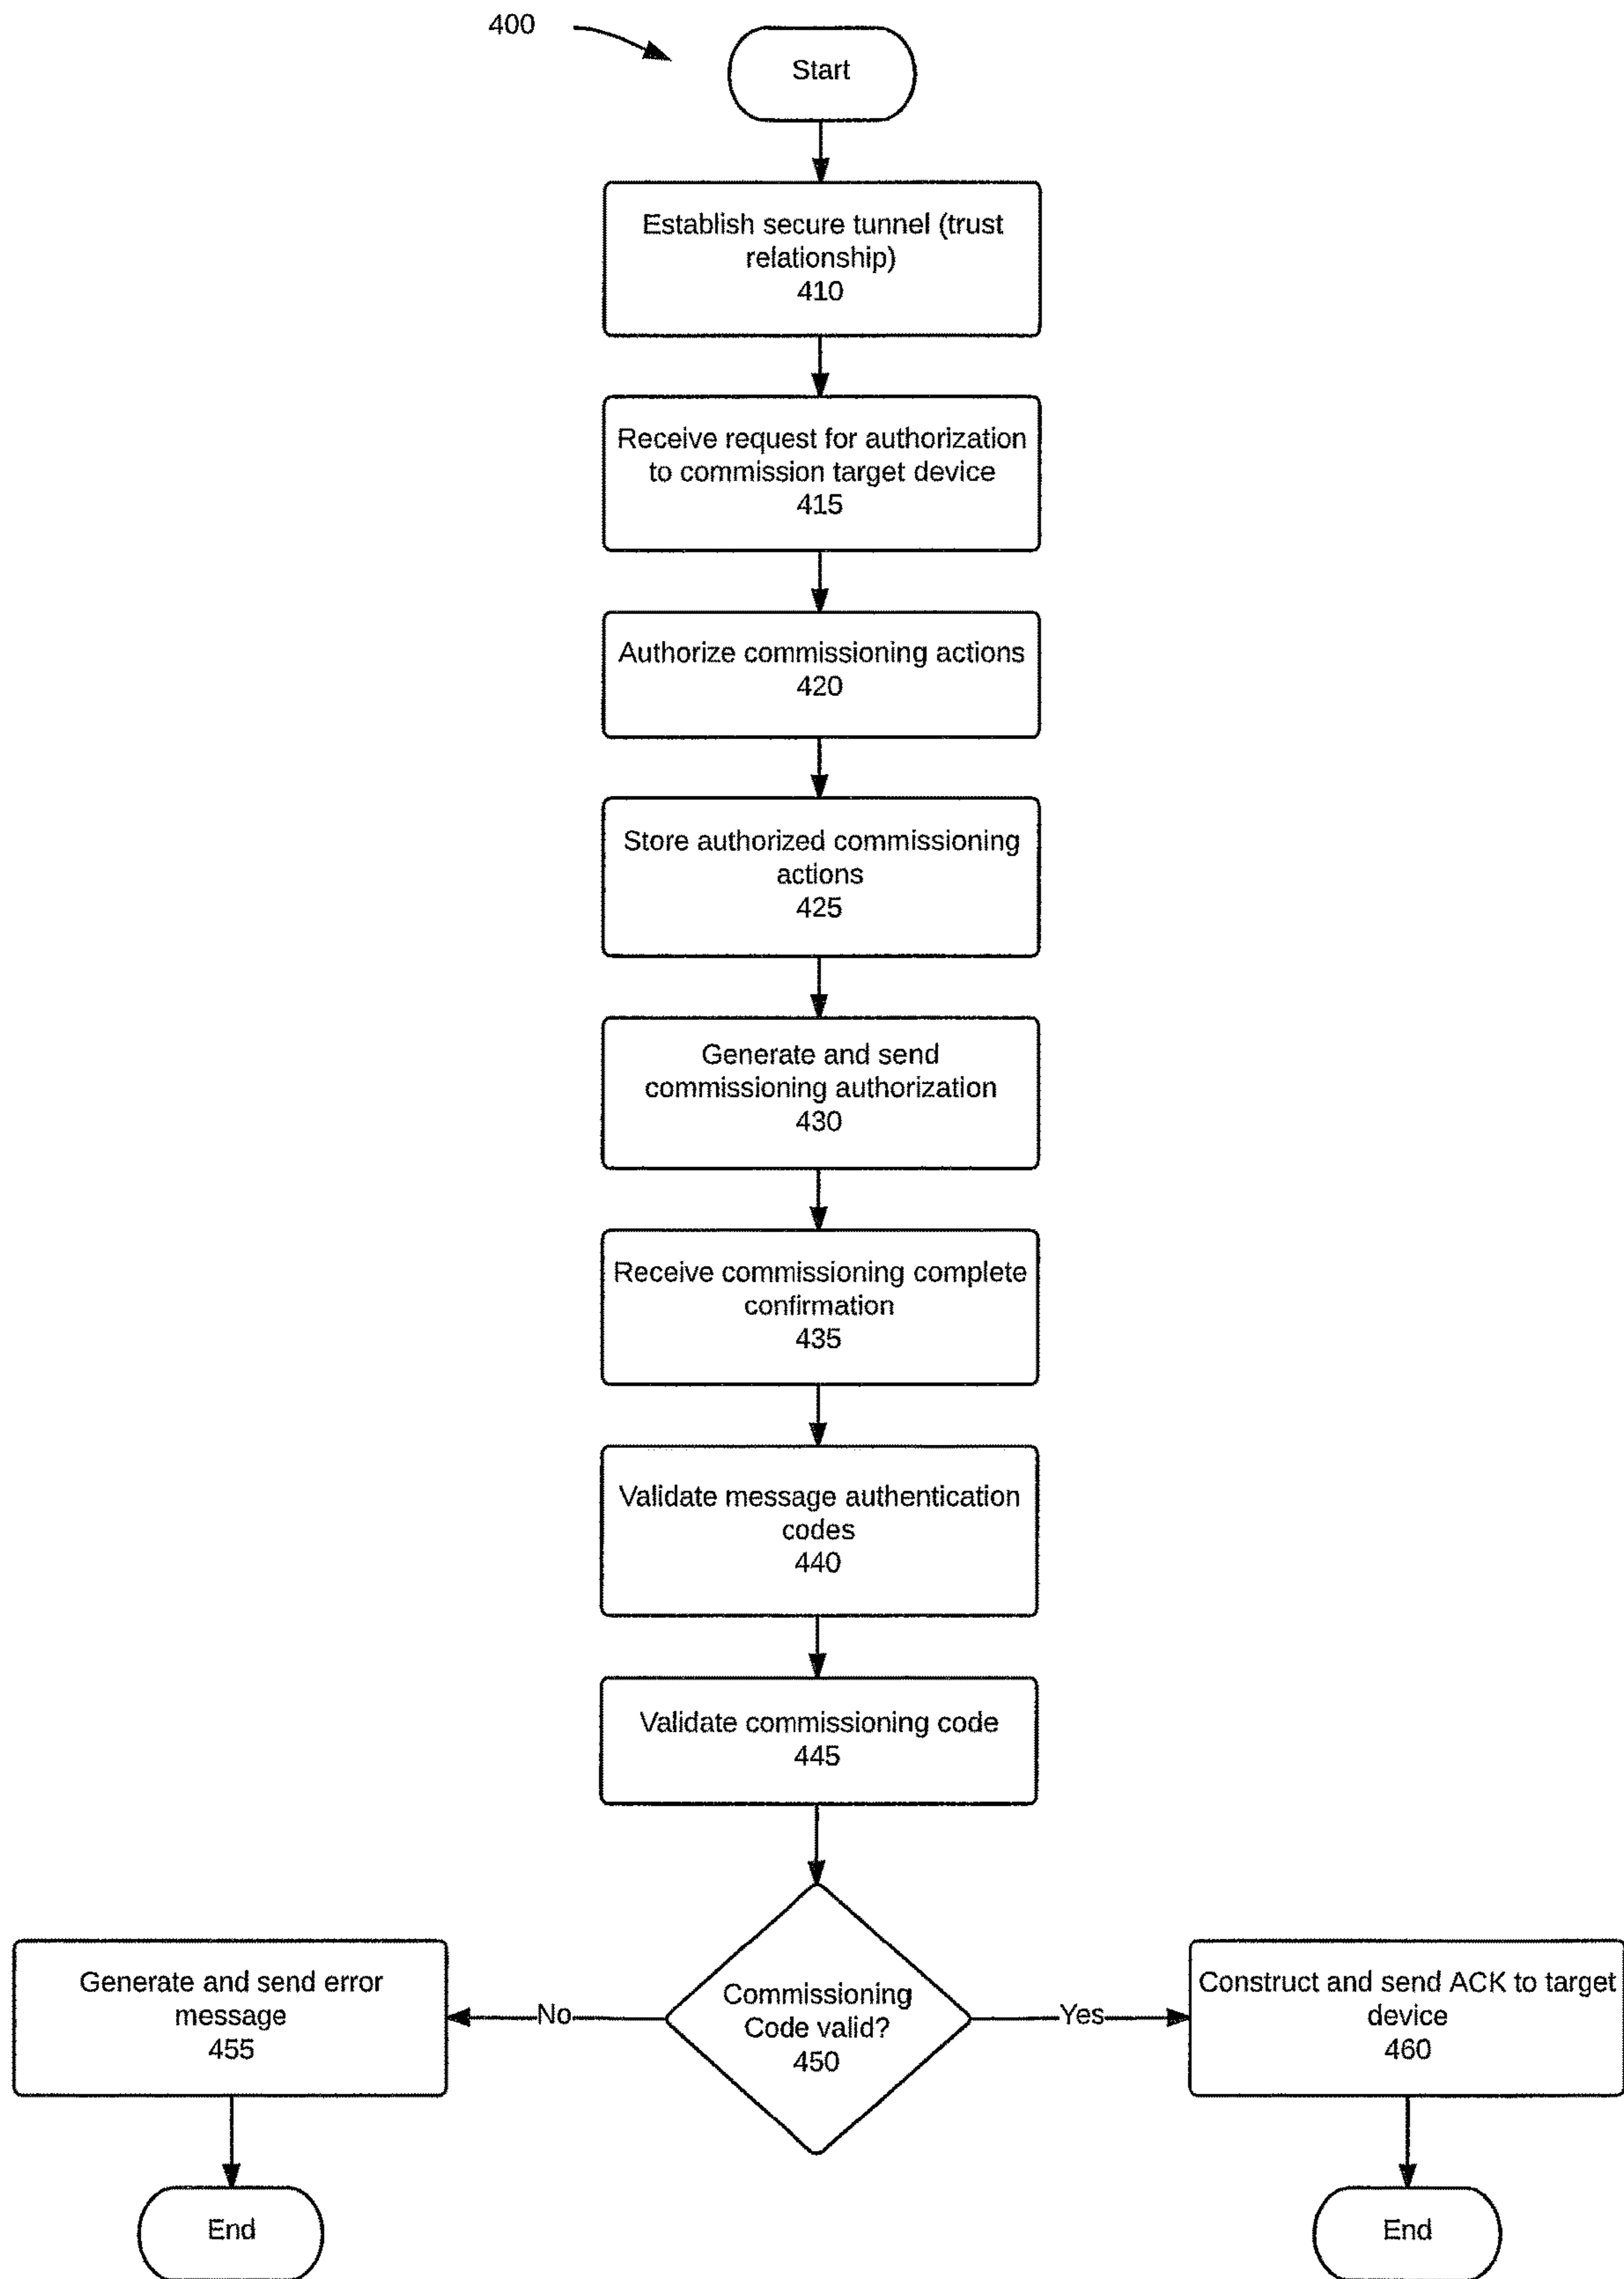 400
Start
Establish secure tunnel (trust
relationship)
410
Receive request for authorization
to commission target device
415
Authorize commissioning actions
420
Store authorized commissioning
actions
425
Generate and send
commissioning authorization
430
Receive commissioning complete
confirmation
435
Validate message authentication
codes
440
Validate commissioning code
445
Commissioning
Code valid?
450
No
Yes
Generate and send error
message
455
Construct and send ACK to target
device
460
End
End